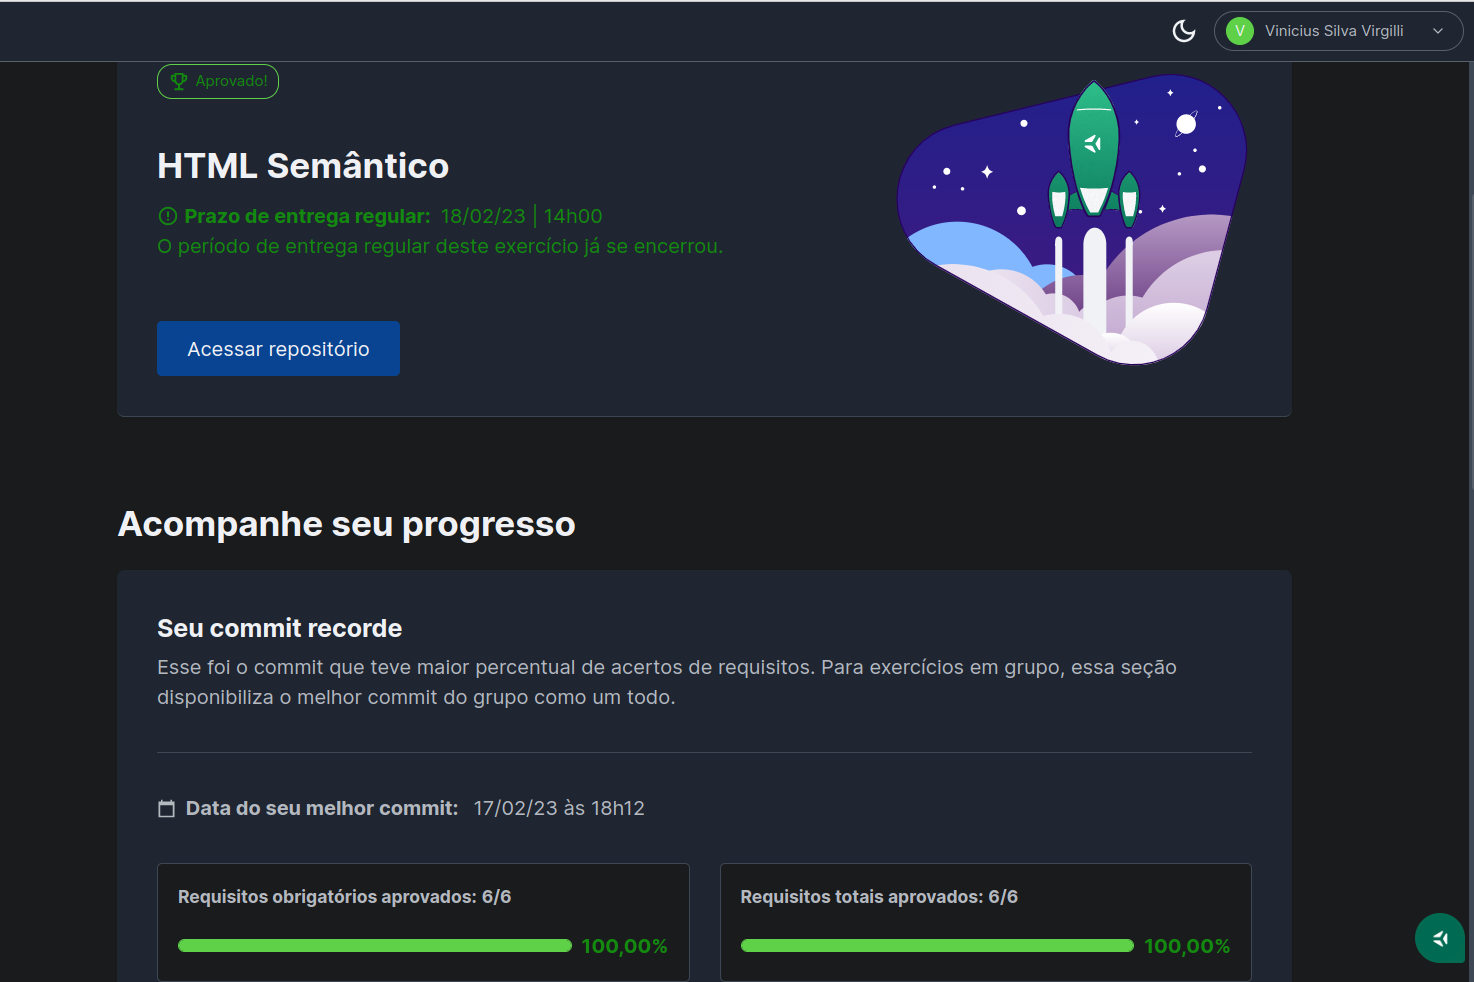 V Vinicius Silva Virgilli
Aprovado!
HTML Semântico
Prazo de entrega regular: 18/02/23 | 14h00
O período de entrega regular deste exercício já se encerrou.
Acessar repositório
Acompanhe seu progresso
Seu commit recorde
Esse foi o commit que teve maior percentual de acertos de requisitos. Para exercícios em grupo, essa seção
disponibiliza o melhor commit do grupo como um todo.
Data do seu melhor commit: 17/02/23 às 18h12
Requisitos obrigatórios aprovados: 6/6
100,00%
Requisitos totais aprovados: 6/6
100,00%